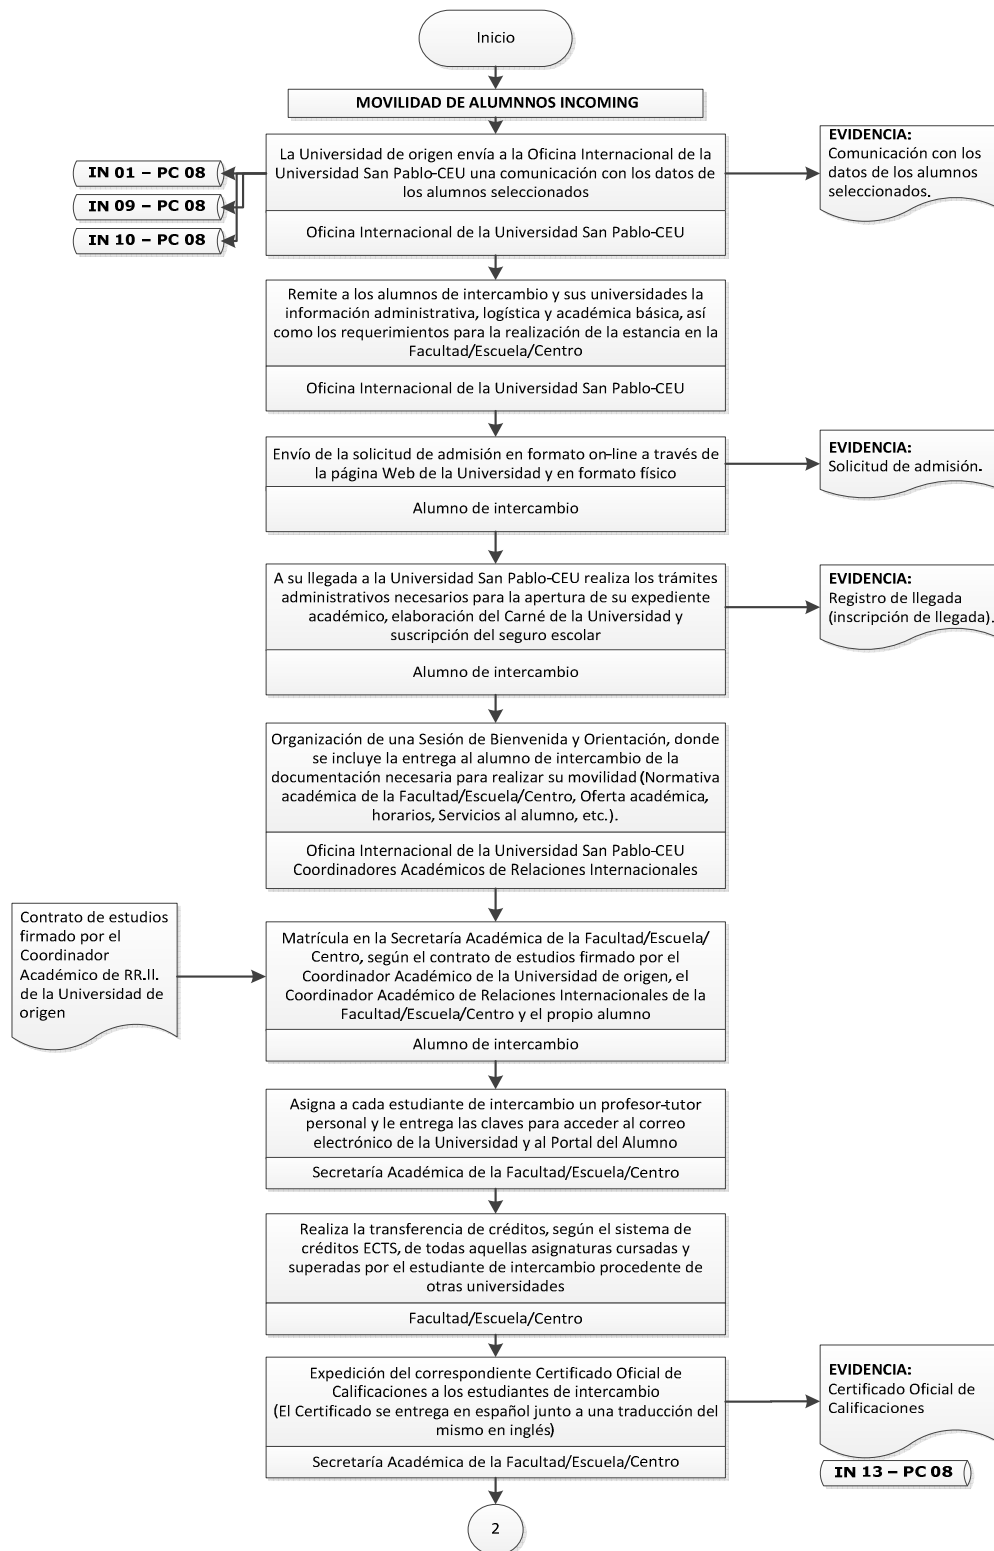 Inicio
MOVILIDAD DE ALUMNNOS INCOMING
La Universidad de origen envía a la Oficina Internacional de la
Universidad San Pablo-CEU una comunicación con los datos de
los alumnos seleccionados
Oficina Internacional de la Universidad San Pablo-CEU
IN 01 – PC 08
IN 09 – PC 08
IN 10 – PC 08
EVIDENCIA:
Comunicación con los
datos de los alumnos
seleccionados.
Remite a los alumnos de intercambio y sus universidades la
información administrativa, logística y académica básica, así
como los requerimientos para la realización de la estancia en la
Facultad/Escuela/Centro
Oficina Internacional de la Universidad San Pablo-CEU
Envío de la solicitud de admisión en formato on-line a través de
la página Web de la Universidad y en formato físico
Alumno de intercambio
EVIDENCIA:
Solicitud de admisión.
A su llegada a la Universidad San Pablo-CEU realiza los trámites
administrativos necesarios para la apertura de su expediente
académico, elaboración del Carné de la Universidad y
suscripción del seguro escolar
Alumno de intercambio
EVIDENCIA:
Registro de llegada
(inscripción de llegada).
Organización de una Sesión de Bienvenida y Orientación, donde
se incluye la entrega al alumno de intercambio de la
documentación necesaria para realizar su movilidad (Normativa
académica de la Facultad/Escuela/Centro, Oferta académica,
horarios, Servicios al alumno, etc.).
Oficina Internacional de la Universidad San Pablo-CEU
Coordinadores Académicos de Relaciones Internacionales
Contrato de estudios
firmado por el
Coordinador
Académico de RR.II.
de la Universidad de
origen
Matrícula en la Secretaría Académica de la Facultad/Escuela/
Centro, según el contrato de estudios firmado por el
Coordinador Académico de la Universidad de origen, el
Coordinador Académico de Relaciones Internacionales de la
Facultad/Escuela/Centro y el propio alumno
Alumno de intercambio
Asigna a cada estudiante de intercambio un profesor-tutor
personal y le entrega las claves para acceder al correo
electrónico de la Universidad y al Portal del Alumno
Secretaría Académica de la Facultad/Escuela/Centro
Realiza la transferencia de créditos, según el sistema de
créditos ECTS, de todas aquellas asignaturas cursadas y
superadas por el estudiante de intercambio procedente de
otras universidades
Facultad/Escuela/Centro
Expedición del correspondiente Certificado Oficial de
Calificaciones a los estudiantes de intercambio
(El Certificado se entrega en español junto a una traducción del
mismo en inglés)
Secretaría Académica de la Facultad/Escuela/Centro
EVIDENCIA:
Certificado Oficial de
Calificaciones
IN 13 – PC 08
2